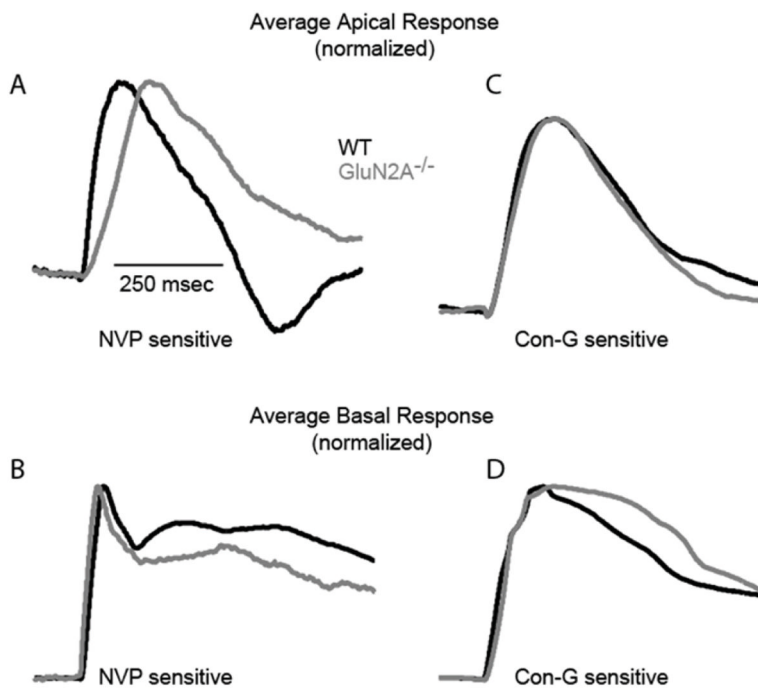 Average Apical Response
(normalized)
A
C
WT
GluN2A-/-
250 msec
NVP sensitive
Con-G sensitive
Average Basal Response
(normalized)
B
D
NVP sensitive
Con-G sensitive